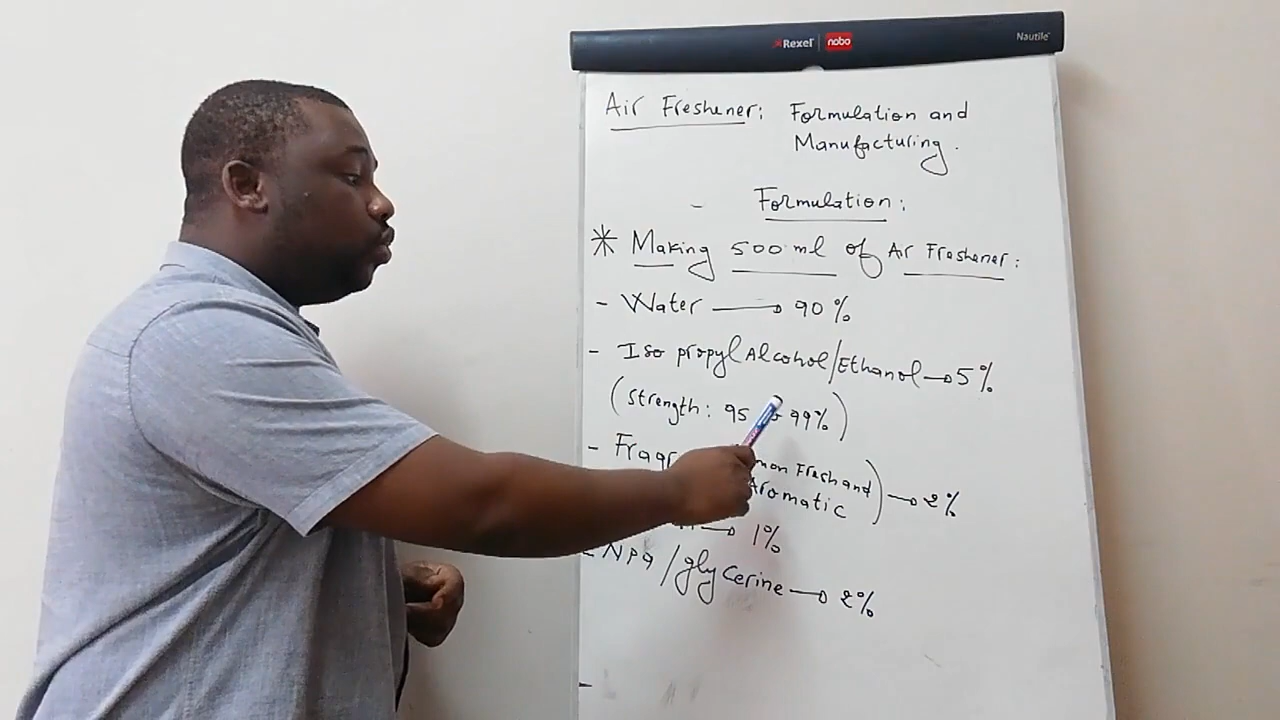 Rexel nobo
Nautile
Air Freshener: Formulation and
Manufacturing.
- Formulation:
* Making 500 ml of Air Freshener:
- Water → 90%
- Iso propyl Alcohol/Ethanol → 5%
(Strength: 95 99%)
- Fresh and) → 2%
Aromatic
→ 1%
- NP9/glycerine → 2%
-